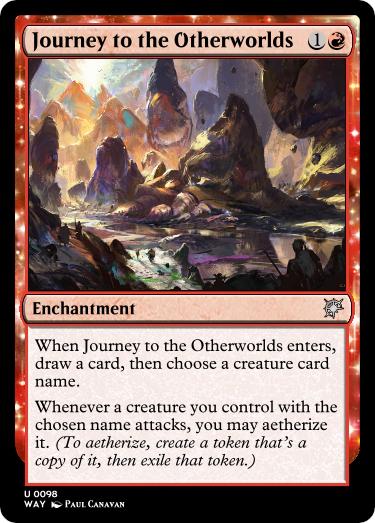 Journey to the Otherworlds 1
Enchantment
When Journey to the Otherworlds enters,
draw a card, then choose a creature card
name.
Whenever a creature you control with the
chosen name attacks, you may aetherize
it. (To aetherize, create a token that's a
copy of it, then exile that token.)
U 0098
WAY Paul Canavan